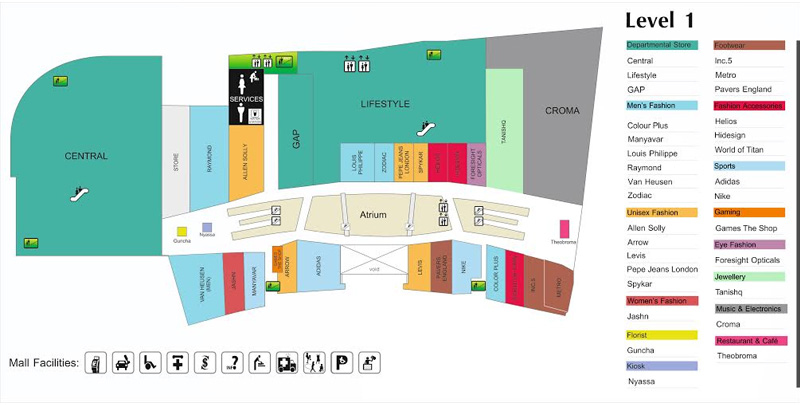 Level 1
Departmental Store
Central
Lifestyle
GAP
Men's Fashion
Colour Plus
Manyavar
Louis Philippe
Raymond
Van Heusen
Zodiac
Unisex Fashion
Allen Solly
Arrow
Levis
Pepe Jeans London
Spykar
Women's Fashion
Jashn
Florist
Guncha
Kiosk
Nyassa
Footwear
Inc.5
Metro
Pavers England
Fashion Accessories
Helios
Hidesign
World of Titan
Sports
Adidas
Nike
Gaming
Games The Shop
Eye Fashion
Foresight Opticals
Jewellery
Tanishq
Music & Electronics
Croma
Restaurant & Café
Theobroma
CENTRAL
STORE
RAYMOND
ALLEN SOLLY
SERVICES
GAP
LIFESTYLE
LOUIS
PHILIPPE
ZODIAC
PEPE JEANS
LONDON
SPYKAR
FORESIGHT
OPTICALS
TANISHQ
CROMA
Atrium
Guncha
Nyassa
Theobroma
VAN HEUSEN
(MEN)
JASHN
MANYAVAR
ARROW
ADIDAS
void
LEVIS
PAVERS
ENGLAND
NIKE
COLOR PLUS
INC.5
METRO
Mall Facilities:
INFO